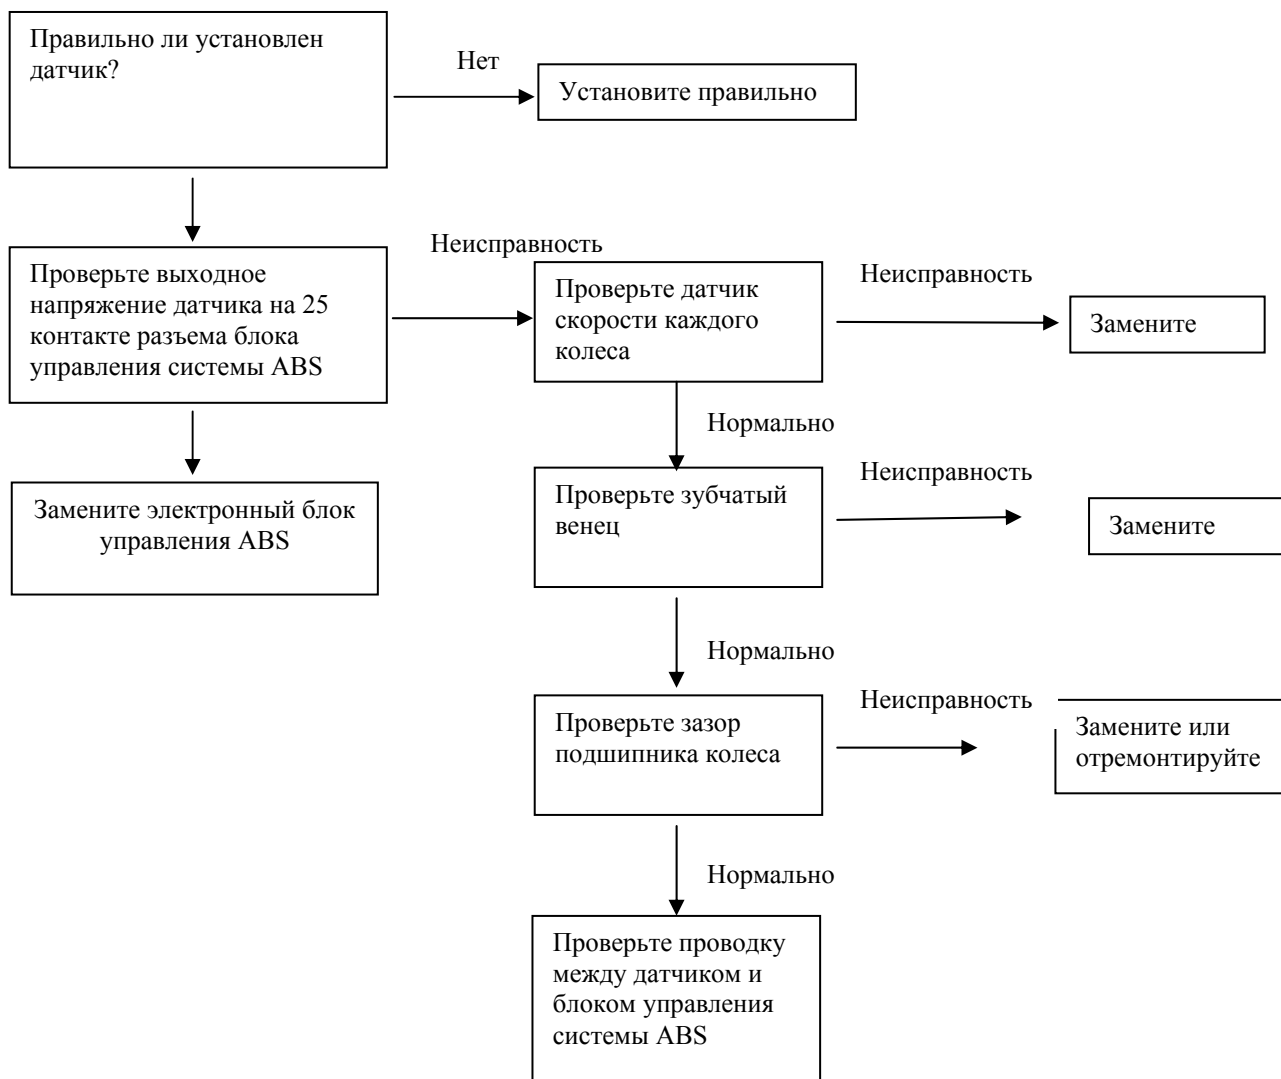 Правильно ли установлен
датчик?
Нет
Установите правильно
Неисправность
Проверьте выходное
напряжение датчика на 25
контакте разъема блока
управления системы ABS
Проверьте датчик
скорости каждого
колеса
Неисправность
Замените
Нормально
Замените электронный блок
управления ABS
Проверьте зубчатый
венец
Неисправность
Замените
Нормально
Проверьте зазор
подшипника колеса
Неисправность
Замените или
отремонтируйте
Нормально
Проверьте проводку
между датчиком и
блоком управления
системы ABS